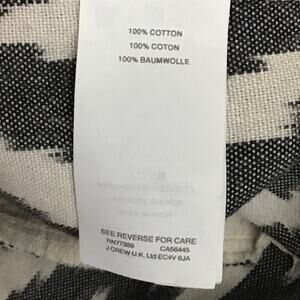 100% COTTON
100% COTON
100% BAUMWOLLE
SEE REVERSE FOR CARE
RN77388 CA56445
J.CREW U.K. Ltd EC4V 6JA